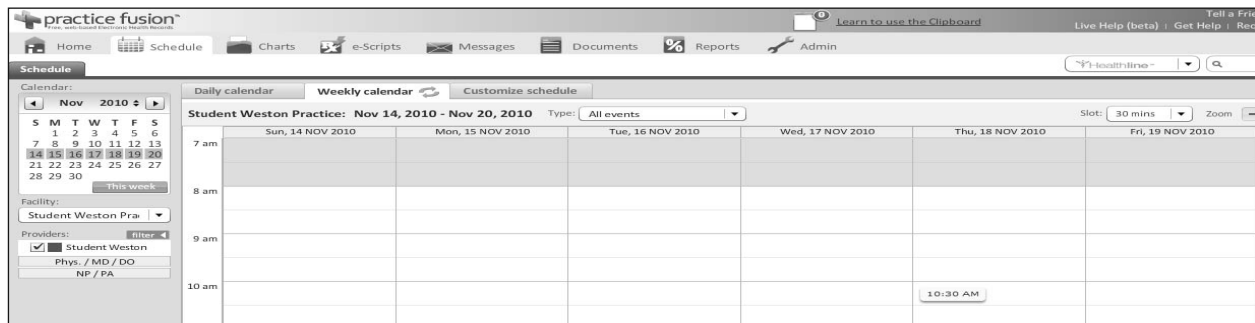 practice fusion
Free, web-based Electronic Health Records
0
Learn to use the Clipboard
Tell a Frie
Live Help (beta) | Get Help | Rec
Home
Schedule
Charts
e-Scripts
Messages
Documents
Reports
Admin
Schedule
Healthline
Calendar:
Nov 2010
S M T W T F S
1 2 3 4 5 6
7 8 9 10 11 12 13
14 15 16 17 18 19 20
21 22 23 24 25 26 27
28 29 30
This week
Facility:
Student Weston Pra
Providers:
filter
Student Weston
Phys. / MD / DO
NP / PA
Daily calendar
Weekly calendar
Customize schedule
Student Weston Practice: Nov 14, 2010 - Nov 20, 2010
Type: All events
Slot: 30 mins
Zoom
Sun, 14 NOV 2010
Mon, 15 NOV 2010
Tue, 16 NOV 2010
Wed, 17 NOV 2010
Thu, 18 NOV 2010
Fri, 19 NOV 2010
7 am
8 am
9 am
10 am
10:30 AM